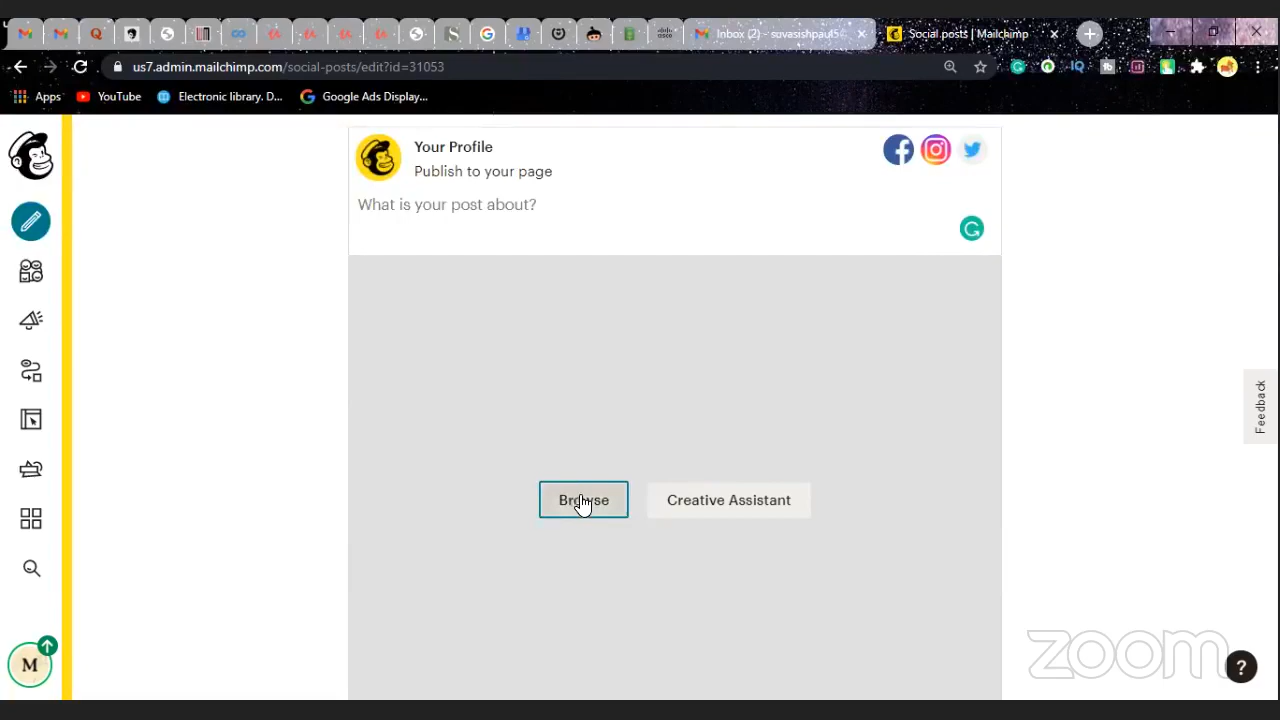 Inbox (2) - suvasishpaul5
Social posts | Mailchimp
us7.admin.mailchimp.com/social-posts/edit?id=31053
Apps
YouTube
Electronic library. D...
Google Ads Display...
Your Profile
Publish to your page
What is your post about?
Feedback
Browse
Creative Assistant
M
zoom
?